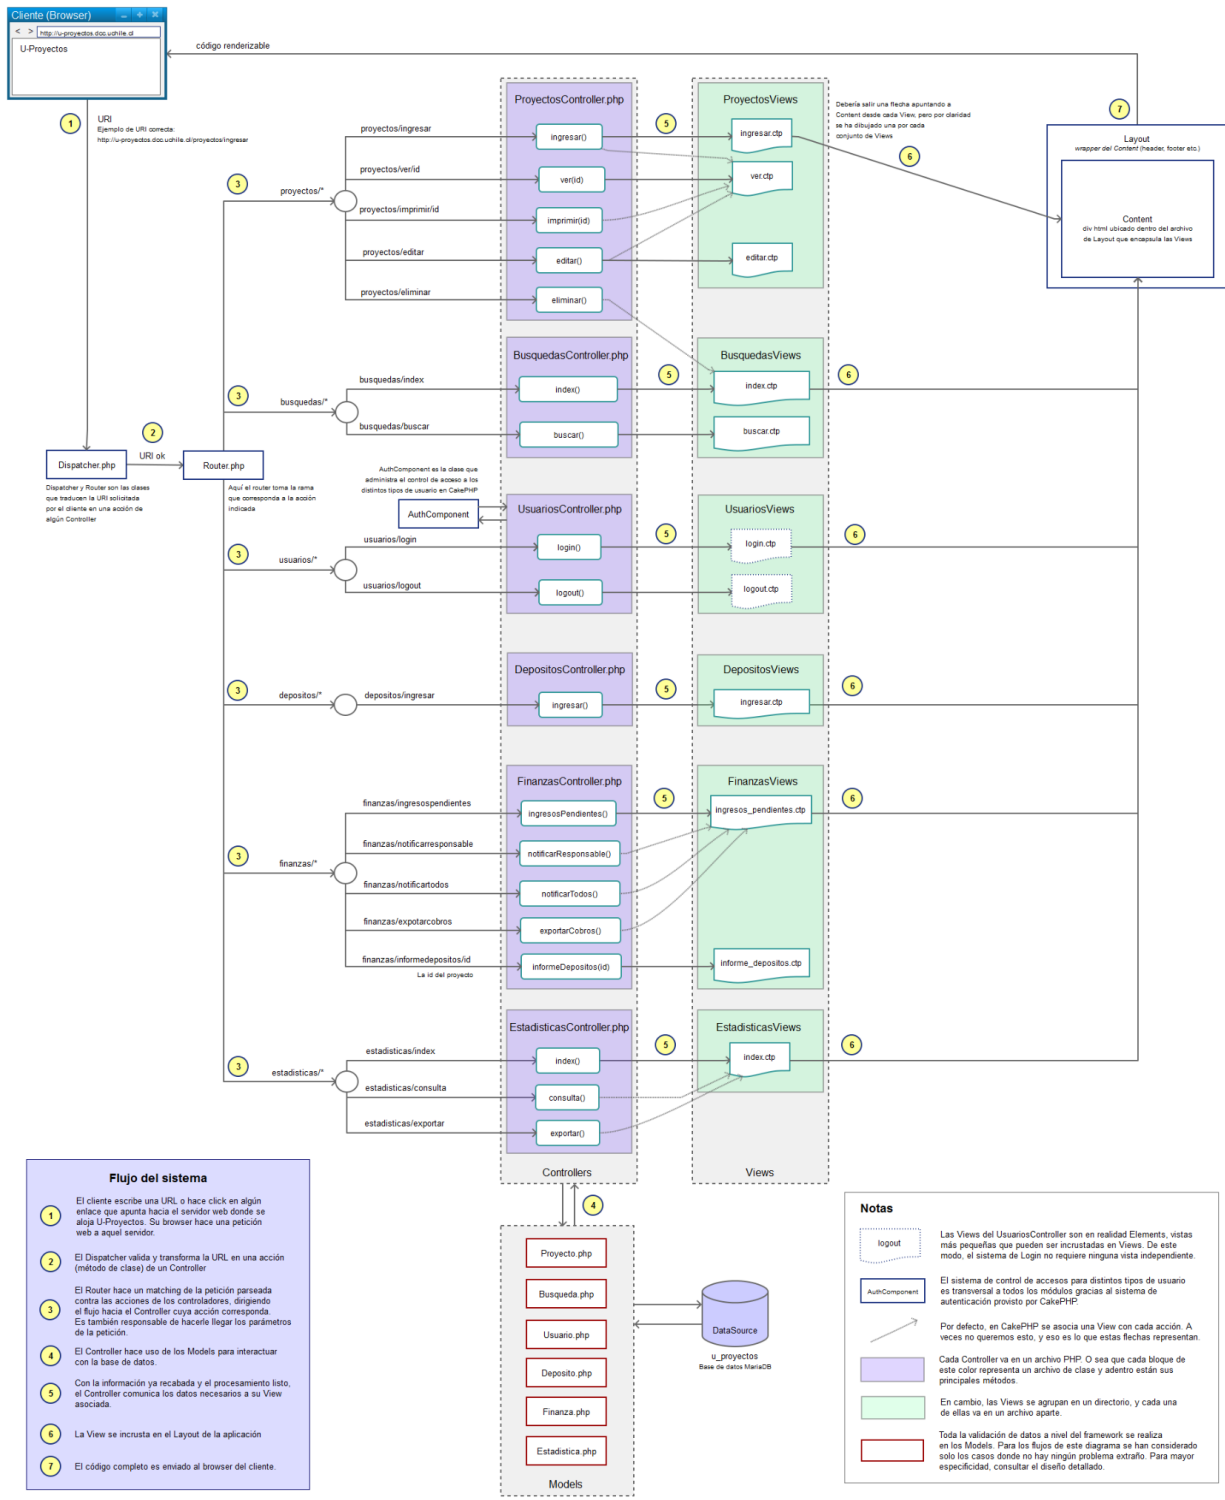 Cliente (Browser)
http://u-proyectos.dcc.uchile.cl
U-Proyectos
código renderizable
1
URI
Ejemplo de URI correcta:
http://u-proyectos.dcc.uchile.cl/proyectos/ingresar
Dispatcher.php
2
URI ok
Router.php
Dispatcher y Router son las clases
que traducen la URI solicitada
por el cliente en una acción de
algún Controller
Aquí el router toma la rama
que corresponda a la acción
indicada
3
proyectos/*
proyectos/ingresar
proyectos/ver/id
proyectos/imprimir/id
proyectos/editar
proyectos/eliminar
ProyectosController.php
ingresar()
ver(id)
imprimir(id)
editar()
eliminar()
5
ProyectosViews
ingresar.ctp
ver.ctp
editar.ctp
Debería salir una flecha apuntando a
Content desde cada View, pero por claridad
se ha dibujado una por cada
conjunto de Views
6
7
Layout
wrapper del Content (header, footer etc.)
Content
div html ubicado dentro del archivo
de Layout que encapsula las Views
3
busquedas/*
busquedas/index
busquedas/buscar
BusquedasController.php
index()
buscar()
5
BusquedasViews
index.ctp
buscar.ctp
6
AuthComponent es la clase que
administra el control de acceso a los
distintos tipos de usuario en CakePHP
AuthComponent
3
usuarios/*
usuarios/login
usuarios/logout
UsuariosController.php
login()
logout()
5
UsuariosViews
login.ctp
logout.ctp
6
3
depositos/*
depositos/ingresar
DepositosController.php
ingresar()
5
DepositosViews
ingresar.ctp
6
3
finanzas/*
finanzas/ingresospendientes
finanzas/notificarresponsable
finanzas/notificartodos
finanzas/expotarcobros
finanzas/informedepositos/id
La id del proyecto
FinanzasController.php
ingresosPendientes()
notificarResponsable()
notificarTodos()
exportarCobros()
informeDepositos(id)
5
FinanzasViews
ingresos_pendientes.ctp
informe_depositos.ctp
6
3
estadisticas/*
estadisticas/index
estadisticas/consulta
estadisticas/exportar
EstadisticasController.php
index()
consulta()
exportar()
5
EstadisticasViews
index.ctp
6
Controllers
Views
4
Proyecto.php
Busqueda.php
Usuario.php
Deposito.php
Finanza.php
Estadistica.php
Models
DataSource
u_proyectos
Base de datos MariaDB
Flujo del sistema
1
El cliente escribe una URL o hace click en algún
enlace que apunta hacia el servidor web donde se
aloja U-Proyectos. Su browser hace una petición
web a aquel servidor.
2
El Dispatcher valida y transforma la URL en una acción
(método de clase) de un Controller
3
El Router hace un matching de la petición parseada
contra las acciones de los controladores, dirigiendo
el flujo hacia el Controller cuya acción corresponda.
Es también responsable de hacerle llegar los parámetros
de la petición.
4
El Controller hace uso de los Models para interactuar
con la base de datos.
5
Con la información ya recabada y el procesamiento listo,
el Controller comunica los datos necesarios a su View
asociada.
6
La View se incrusta en el Layout de la aplicación
7
El código completo es enviado al browser del cliente.
Notas
logout
Las Views del UsuariosController son en realidad Elements, vistas
más pequeñas que pueden ser incrustadas en Views. De este
modo, el sistema de Login no requiere ninguna vista independiente.
AuthComponent
El sistema de control de accesos para distintos tipos de usuario
es transversal a todos los módulos gracias al sistema de
autenticación provisto por CakePHP.
Por defecto, en CakePHP se asocia una View con cada acción. A
veces no queremos esto, y eso es lo que estas flechas representan.
Cada Controller va en un archivo PHP. O sea que cada bloque de
este color representa un archivo de clase y adentro están sus
principales métodos.
En cambio, las Views se agrupan en un directorio, y cada una
de ellas va en un archivo aparte.
Toda la validación de datos a nivel del framework se realiza
en los Models. Para los flujos de este diagrama se han considerado
solo los casos donde no hay ningún problema extraño. Para mayor
especificidad, consultar el diseño detallado.